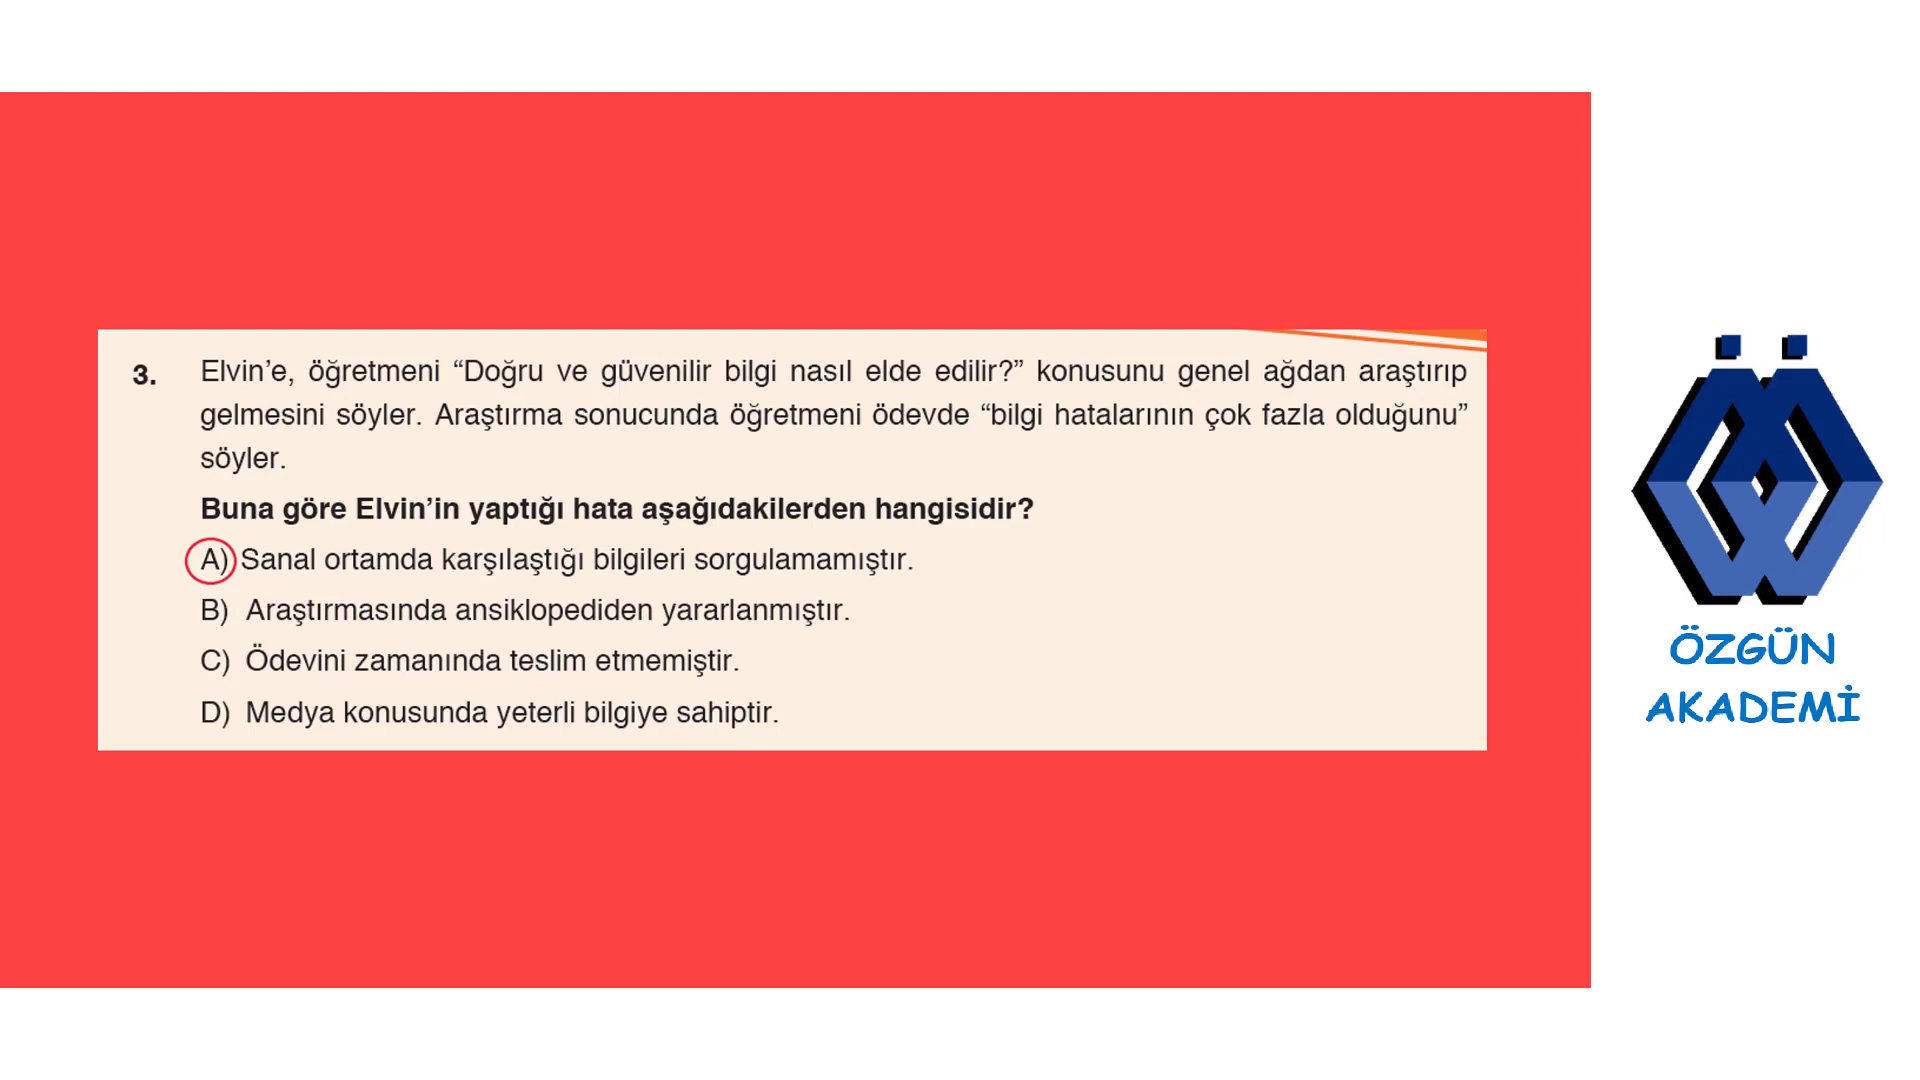 3. Elvin’e, öğretmeni “Doğru ve güvenilir bilgi nasıl elde edilir?” konusunu genel ağdan araştırıp
gelmesini söyler. Araştırma sonucunda öğretmeni ödevde “bilgi hatalarının çok fazla olduğunu”
söyler.
Buna göre Elvin’in yaptığı hata aşağıdakilerden hangisidir?
A) Sanal ortamda karşılaştığı bilgileri sorgulamamıştır.
B) Araştırmasında ansiklopediden yararlanmıştır.
C) Ödevini zamanında teslim etmemiştir.
D) Medya konusunda yeterli bilgiye sahiptir.
ÖZGÜN
AKADEMİ